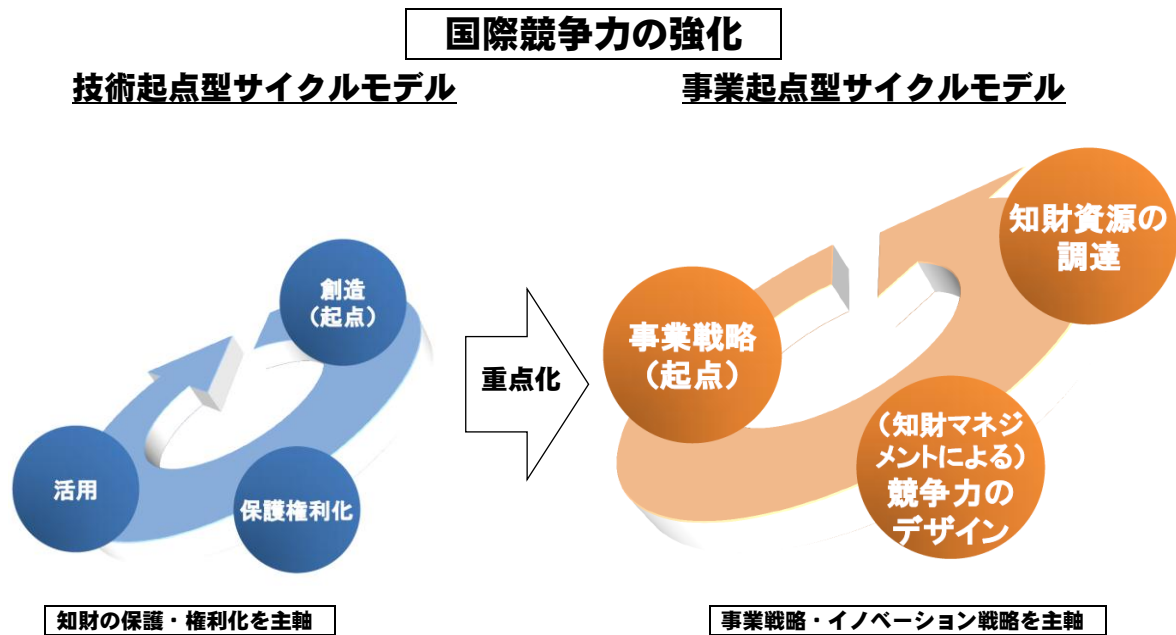 国際競争力の強化
技術起点型サイクルモデル
創造
（起点）
保護権利化
活用
知財の保護・権利化を主軸
重点化
事業起点型サイクルモデル
事業戦略
（起点）
（知財マネジ
メントによる）
競争力の
デザイン
知財資源の
調達
事業戦略・イノベーション戦略を主軸